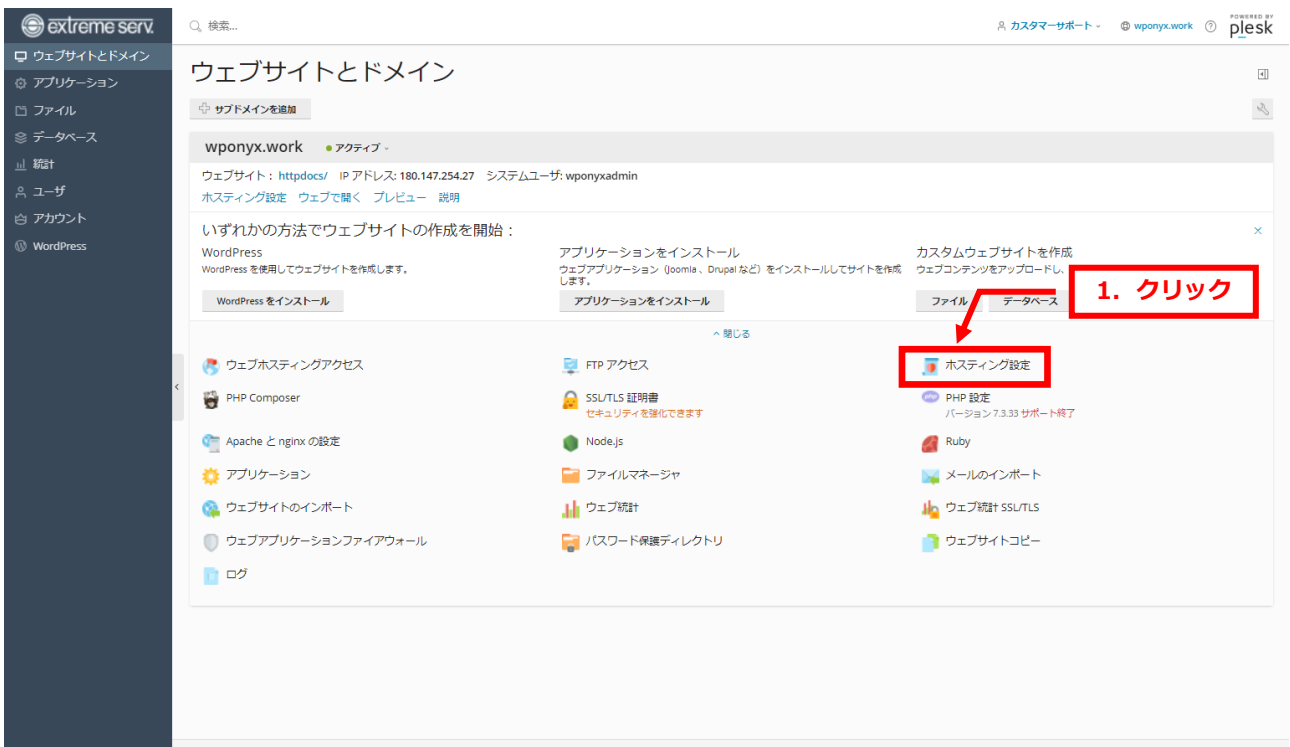 extreme serv.
検索...
カスタマーサポート
wponyx.work
POWERED BY
plesk
ウェブサイトとドメイン
アプリケーション
ファイル
データベース
統計
ユーザ
アカウント
WordPress
ウェブサイトとドメイン
サブドメインを追加
wponyx.work アクティブ
ウェブサイト： httpdocs/ IP アドレス: 180.147.254.27 システムユーザ: wponyxadmin
ホスティング設定 ウェブで開く プレビュー 説明
いずれかの方法でウェブサイトの作成を開始：
WordPress
WordPress を使用してウェブサイトを作成します。
WordPress をインストール
アプリケーションをインストール
ウェブアプリケーション（Joomla、Drupal など）をインストールしてサイトを作成
します。
アプリケーションをインストール
カスタムウェブサイトを作成
ウェブコンテンツをアップロードし、
ファイル データベース
1. クリック
閉じる
ウェブホスティングアクセス FTP アクセス ホスティング設定
PHP Composer SSL/TLS 証明書 PHP 設定
セキュリティを強化できます バージョン 7.3.33 サポート終了
Apache と nginx の設定 Node.js Ruby
アプリケーション ファイルマネージャ メールのインポート
ウェブサイトのインポート ウェブ統計 ウェブ統計 SSL/TLS
ウェブアプリケーションファイアウォール パスワード保護ディレクトリ ウェブサイトコピー
ログ